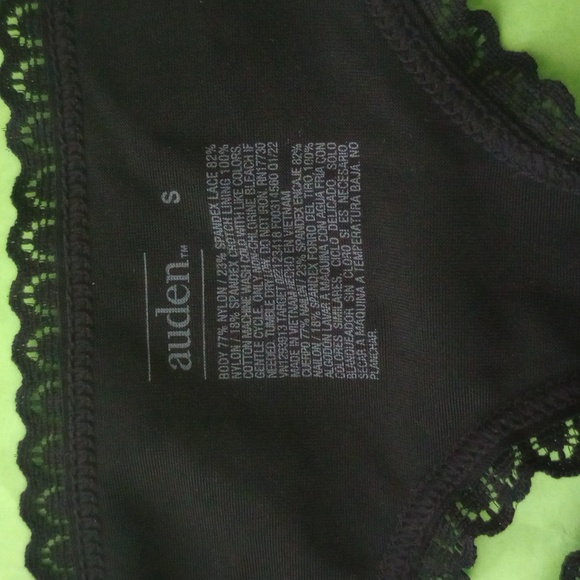 auden™
S
BODY 77% NYLON / 23% SPANDEX LACE 82%
NYLON / 18% SPANDEX CROTCH LINING 100%
COTTON MACHINE WASH COLD WITH LIKE COLORS,
GENTLE CYCLE. ONLY NON-CHLORINE BLEACH IF
NEEDED. TUMBLE DRY LOW. DO NOT IRON. RN17730
01/22
MADE IN VIETNAM HECHO EN VIETNAM
CUERPO 77% NAILON / 23% SPANDEX ENCAJE 82%
NAILON / 18% SPANDEX FORRO DEL TIRO 100%
ALGODÓN LAVAR A MÁQUINA CON AGUA FRÍA CON
COLORES SIMILARES, CICLO DELICADO. SOLO
BLANQUEADOR SIN CLORO SI ES NECESARIO.
SECAR A MÁQUINA A TEMPERATURA BAJA. NO
PLANCHAR.